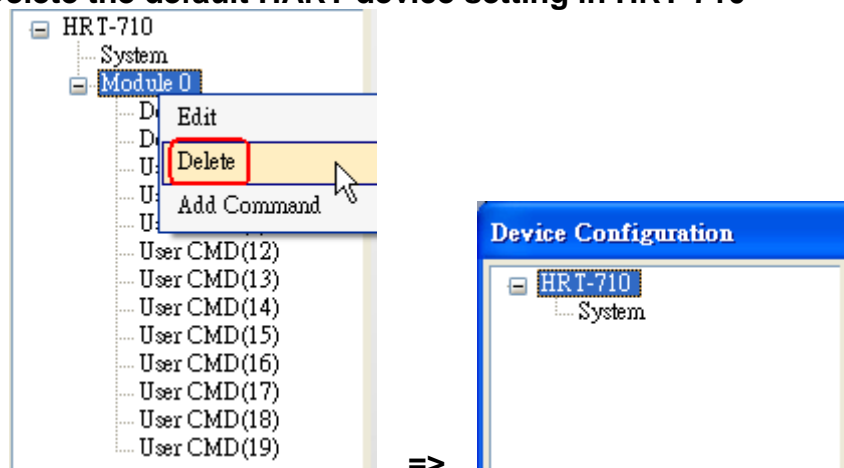 HRT-710
System
Module 0
Edit
Delete
Add Command
User CMD(12)
User CMD(13)
User CMD(14)
User CMD(15)
User CMD(16)
User CMD(17)
User CMD(18)
User CMD(19)
=>
Device Configuration
HRT-710
System